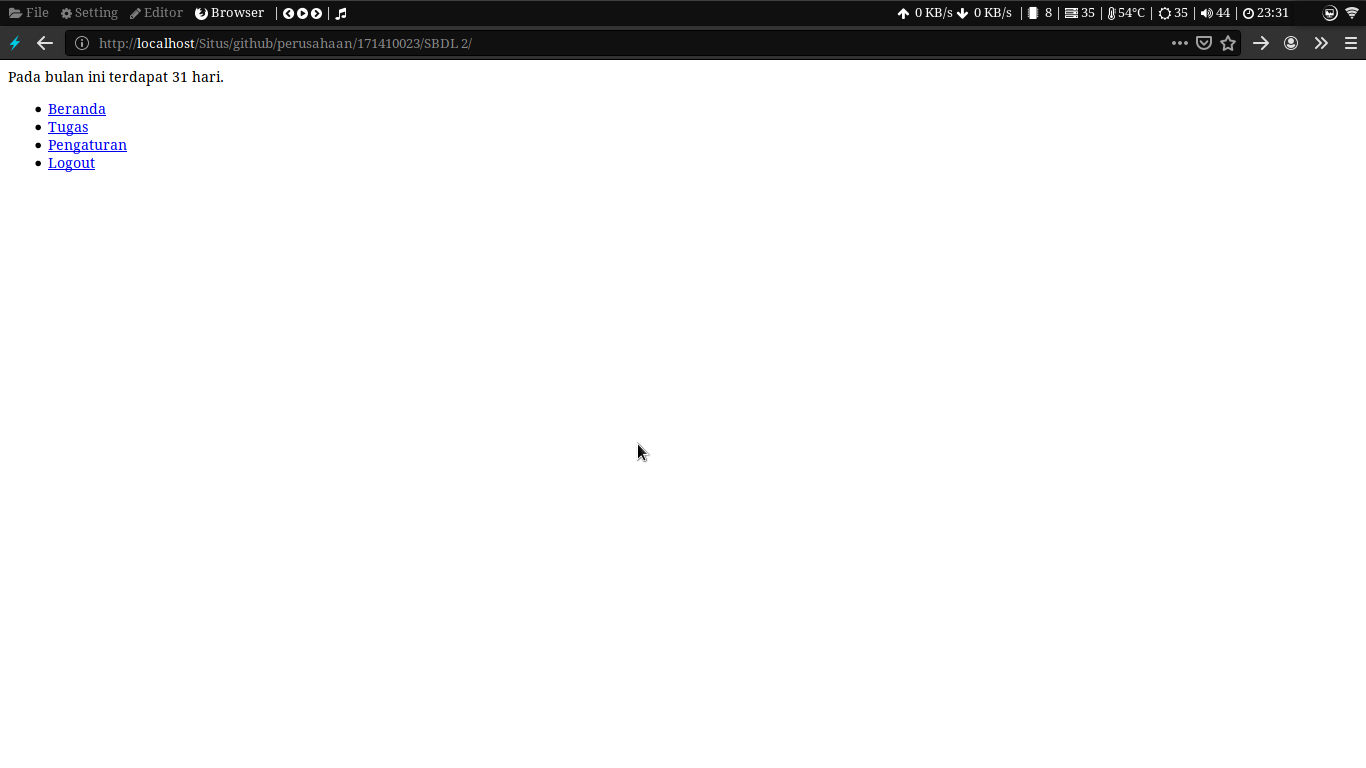 File Setting Editor Browser | | 0 KB/s 0 KB/s | 8 | 35 | 54°C | 35 | 44 | 23:31
http://localhost/Situs/github/perusahaan/171410023/SBDL 2/
Pada bulan ini terdapat 31 hari.
Beranda
Tugas
Pengaturan
Logout